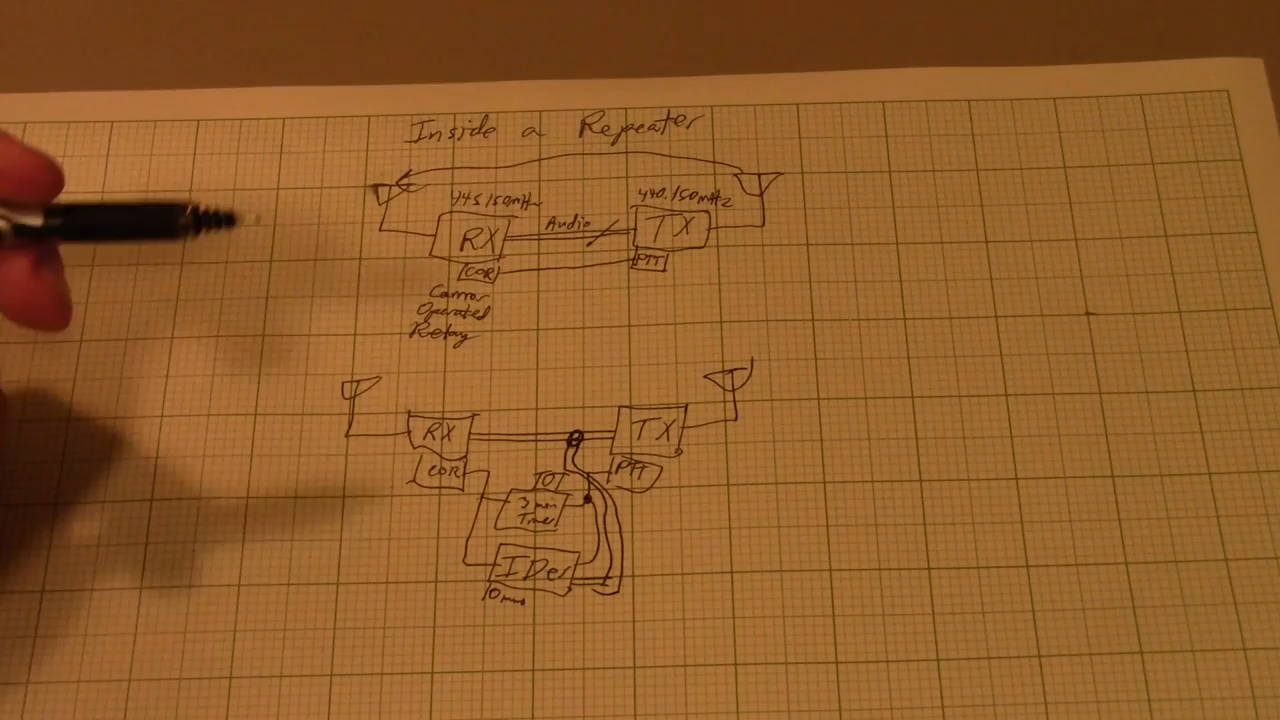 Inside a Repeater
445.150mHz 440.150mHz
RX Audio TX
COR PTT
Carrier
Operated
Relay
RX TX
COR PTT
TOT
3 min
Timer
IDer
10 min